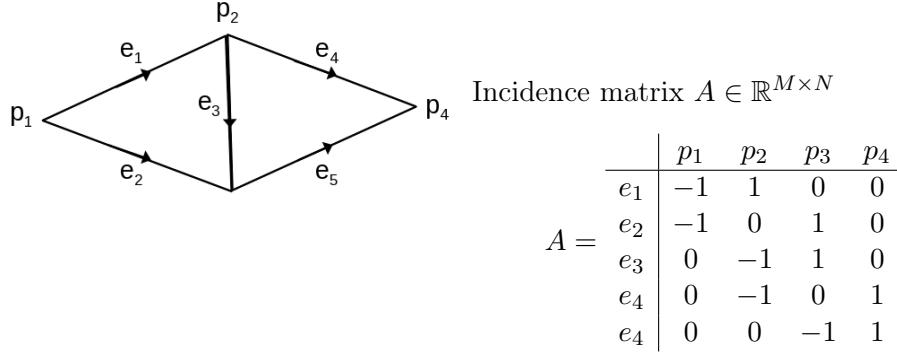 p₂
e₁
e₄
p₁
e₃
p₄
e₂
e₅
Incidence matrix A ∈ ℝ^{M×N}
p₁ p₂ p₃ p₄
e₁ −1 1 0 0
e₂ −1 0 1 0
A = e₃ 0 −1 1 0
e₄ 0 −1 0 1
e₄ 0 0 −1 1